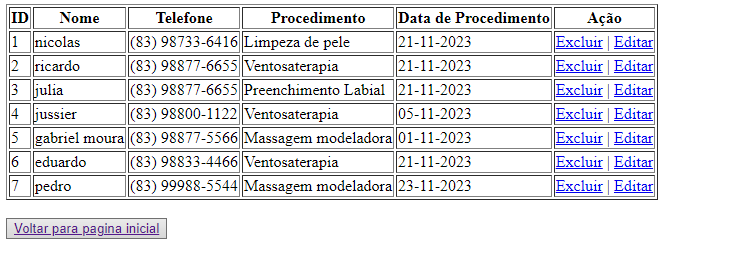 ID Nome Telefone Procedimento Data de Procedimento Ação
1 nicolas (83) 98733-6416 Limpeza de pele 21-11-2023 Excluir | Editar
2 ricardo (83) 98877-6655 Ventosaterapia 21-11-2023 Excluir | Editar
3 julia (83) 98877-6655 Preenchimento Labial 21-11-2023 Excluir | Editar
4 jussier (83) 98800-1122 Ventosaterapia 05-11-2023 Excluir | Editar
5 gabriel moura (83) 98877-5566 Massagem modeladora 01-11-2023 Excluir | Editar
6 eduardo (83) 98833-4466 Ventosaterapia 21-11-2023 Excluir | Editar
7 pedro (83) 99988-5544 Massagem modeladora 23-11-2023 Excluir | Editar
Voltar para pagina inicial